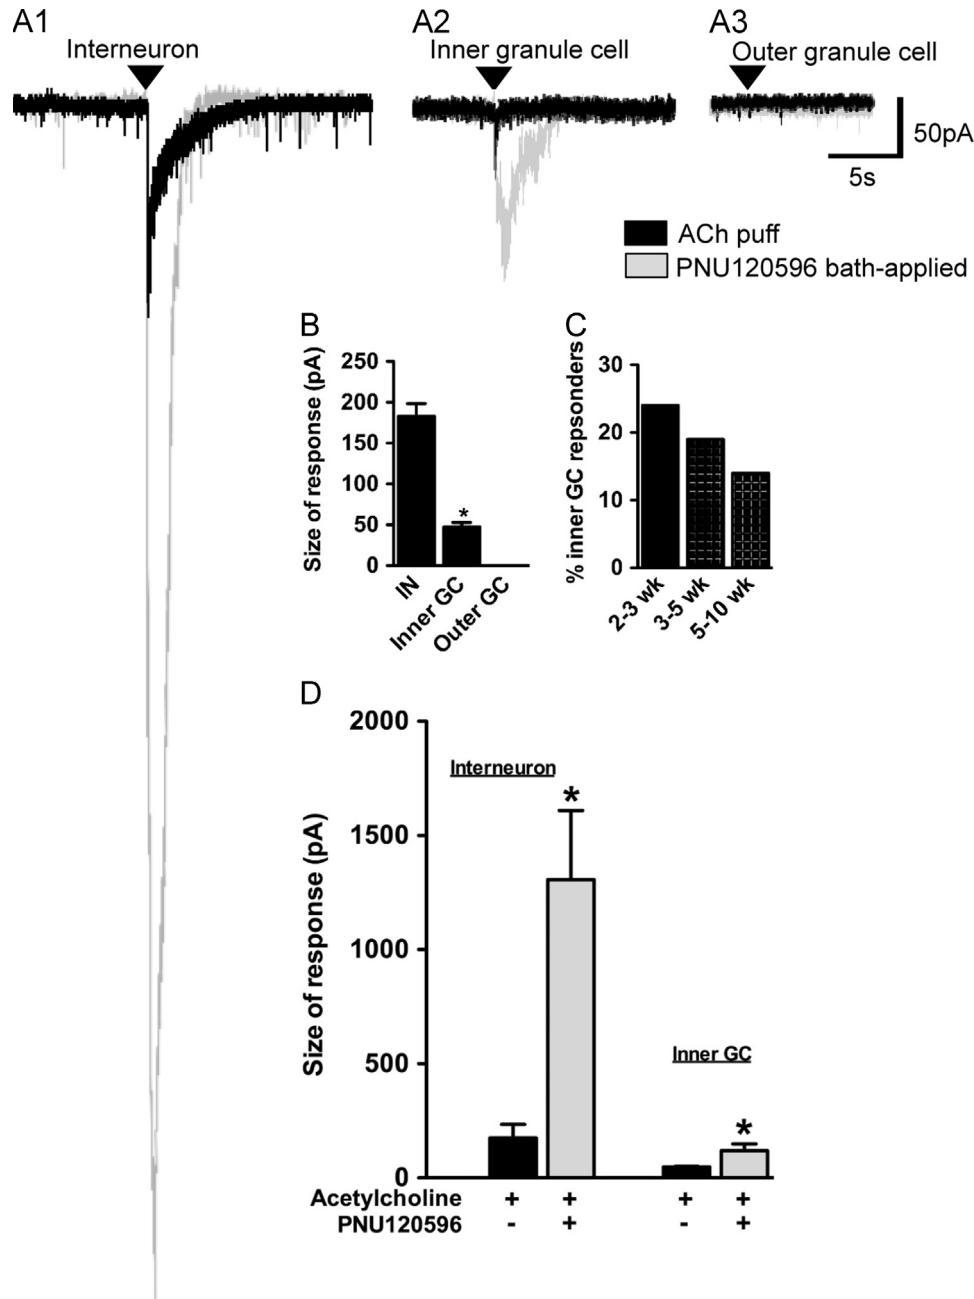 A1
Interneuron
A2
Inner granule cell
A3
Outer granule cell
50pA
5s
ACh puff
PNU120596 bath-applied
B
Size of response (pA)
250
200
150
100
50
0
IN
Inner GC
Outer GC
*
C
% inner GC repsonders
30
20
10
0
2-3 wk
3-5 wk
5-10 wk
D
Size of response (pA)
2000
1500
1000
500
0
Interneuron
*
Inner GC
*
Acetylcholine + + + +
PNU120596 - + - +